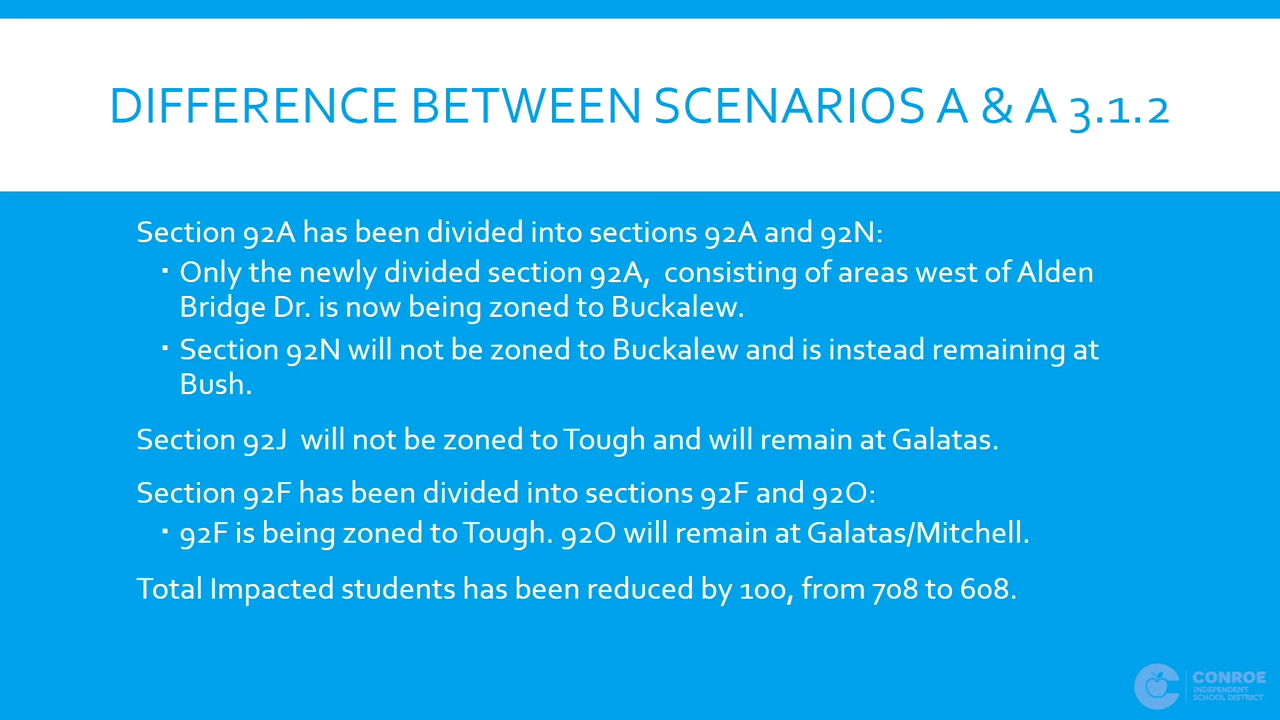 DIFFERENCE BETWEEN SCENARIOS A & A 3.1.2
Section 92A has been divided into sections 92A and 92N:
▪ Only the newly divided section 92A,  consisting of areas west of Alden
Bridge Dr. is now being zoned to Buckalew.
▪ Section 92N will not be zoned to Buckalew and is instead remaining at
Bush.
Section 92J  will not be zoned to Tough and will remain at Galatas.
Section 92F has been divided into sections 92F and 92O:
▪ 92F is being zoned to Tough. 92O will remain at Galatas/Mitchell.
Total Impacted students has been reduced by 100, from 708 to 608.
CONROE
INDEPENDENT
SCHOOL DISTRICT